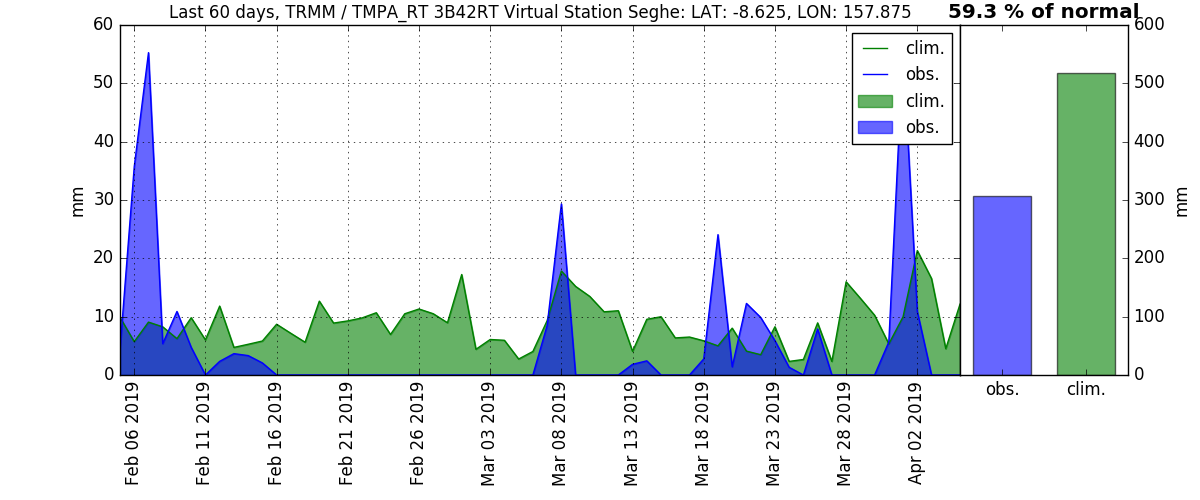 Last 60 days, TRMM / TMPA_RT 3B42RT Virtual Station Seghe: LAT: -8.625, LON: 157.875
59.3 % of normal
60
50
40
30
20
10
0
mm
clim.
obs.
clim.
obs.
600
500
400
300
200
100
0
mm
Feb 06 2019
Feb 11 2019
Feb 16 2019
Feb 21 2019
Feb 26 2019
Mar 03 2019
Mar 08 2019
Mar 13 2019
Mar 18 2019
Mar 23 2019
Mar 28 2019
Apr 02 2019
obs.
clim.